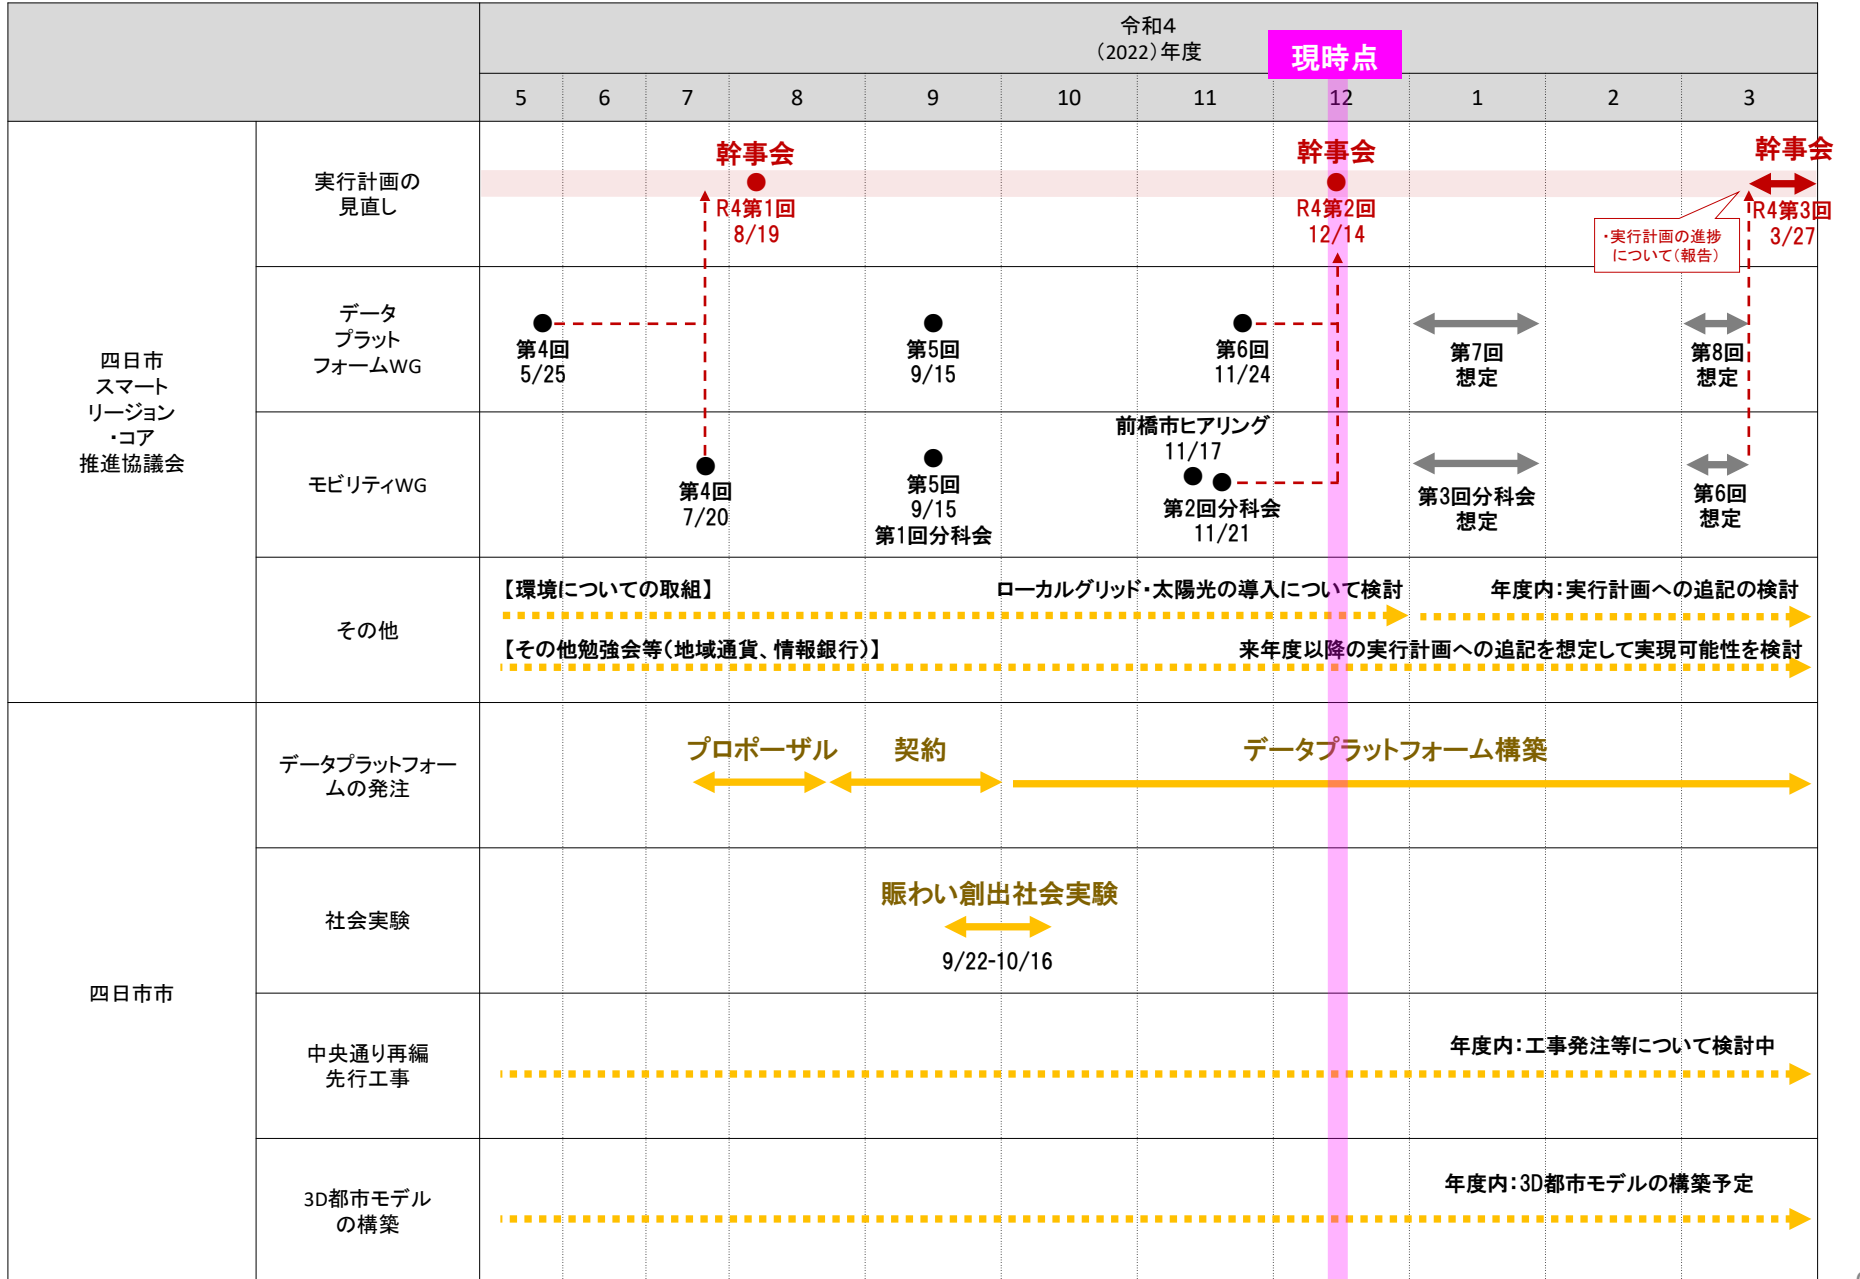 令和4
(2022)年度
現時点
5 6 7 8 9 10 11 12 1 2 3
四日市
スマート
リージョン
・コア
推進協議会
実行計画の
見直し
幹事会
R4第1回
8/19
幹事会
R4第2回
12/14
幹事会
R4第3回
3/27
・実行計画の進捗
について(報告)
データ
プラット
フォームWG
第4回
5/25
第5回
9/15
第6回
11/24
第7回
想定
第8回
想定
モビリティWG
第4回
7/20
第5回
9/15
第1回分科会
前橋市ヒアリング
11/17
第2回分科会
11/21
第3回分科会
想定
第6回
想定
その他
【環境についての取組】
ローカルグリッド・太陽光の導入について検討
年度内:実行計画への追記の検討
【その他勉強会等(地域通貨、情報銀行)】
来年度以降の実行計画への追記を想定して実現可能性を検討
四日市市
データプラットフォー
ムの発注
プロポーザル
契約
データプラットフォーム構築
社会実験
賑わい創出社会実験
9/22-10/16
中央通り再編
先行工事
年度内:工事発注等について検討中
3D都市モデル
の構築
年度内:3D都市モデルの構築予定